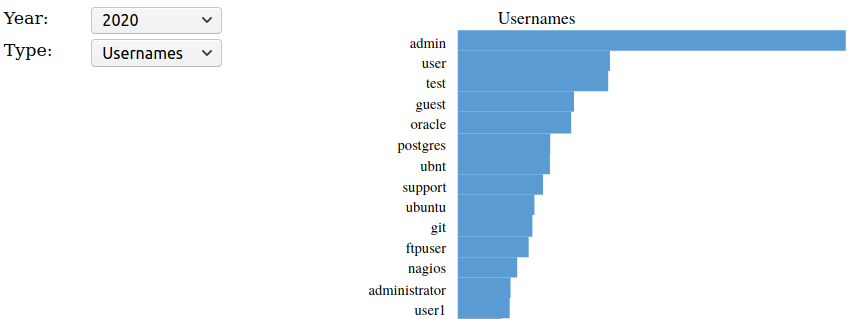 Year: 2020
Type: Usernames
Usernames
admin
user
test
guest
oracle
postgres
ubnt
support
ubuntu
git
ftpuser
nagios
administrator
user1